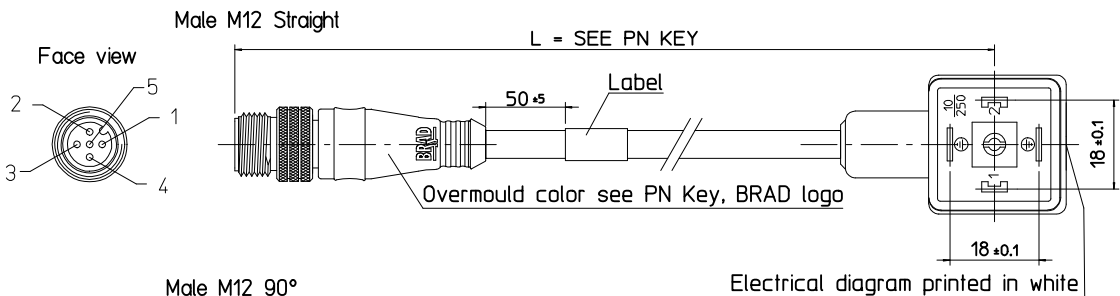 Male M12 Straight
L = SEE PN KEY
Face view
5
2
1
3
4
50 ±5
Label
BRAD
10
250
2
1
18 ±0.1
Overmould color see PN Key, BRAD logo
18 ±0.1
Electrical diagram printed in white
Male M12 90°